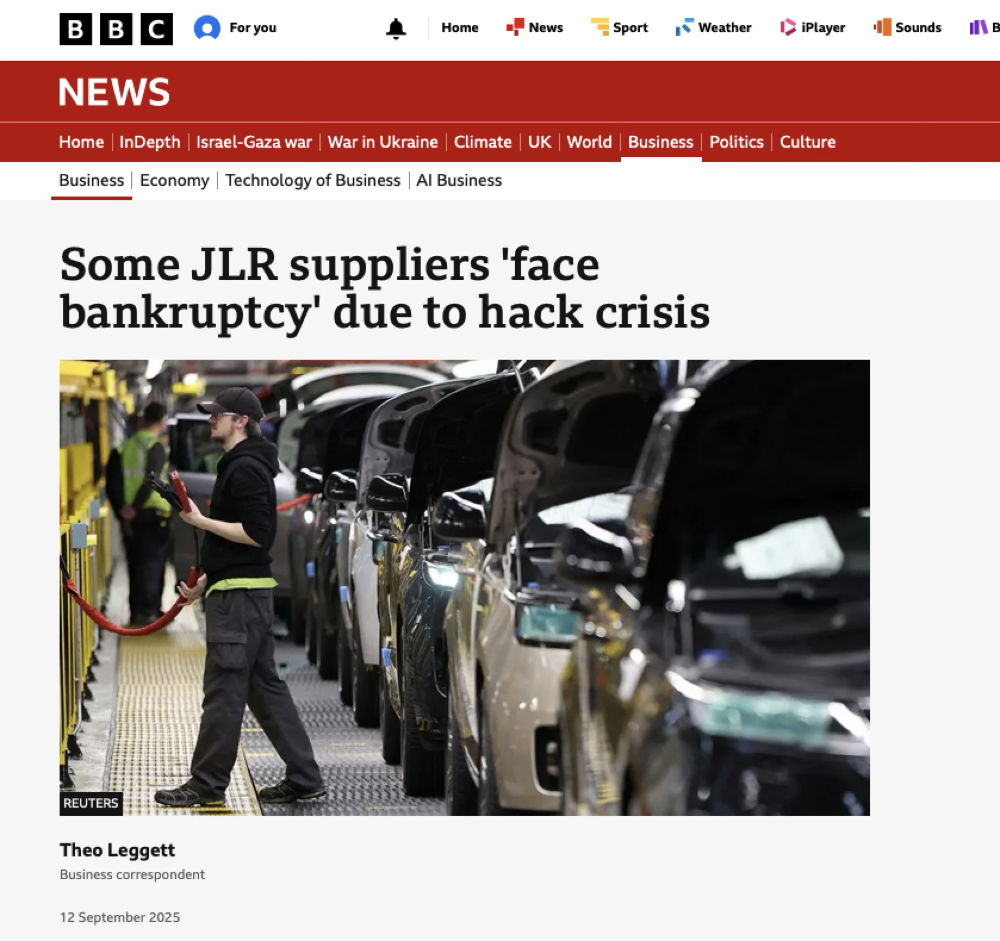 BBC For you Home News Sport Weather iPlayer Sounds B
NEWS
Home InDepth Israel-Gaza war War in Ukraine Climate UK World Business Politics Culture
Business Economy Technology of Business AI Business
Some JLR suppliers 'face
bankruptcy' due to hack crisis
REUTERS
Theo Leggett
Business correspondent
12 September 2025